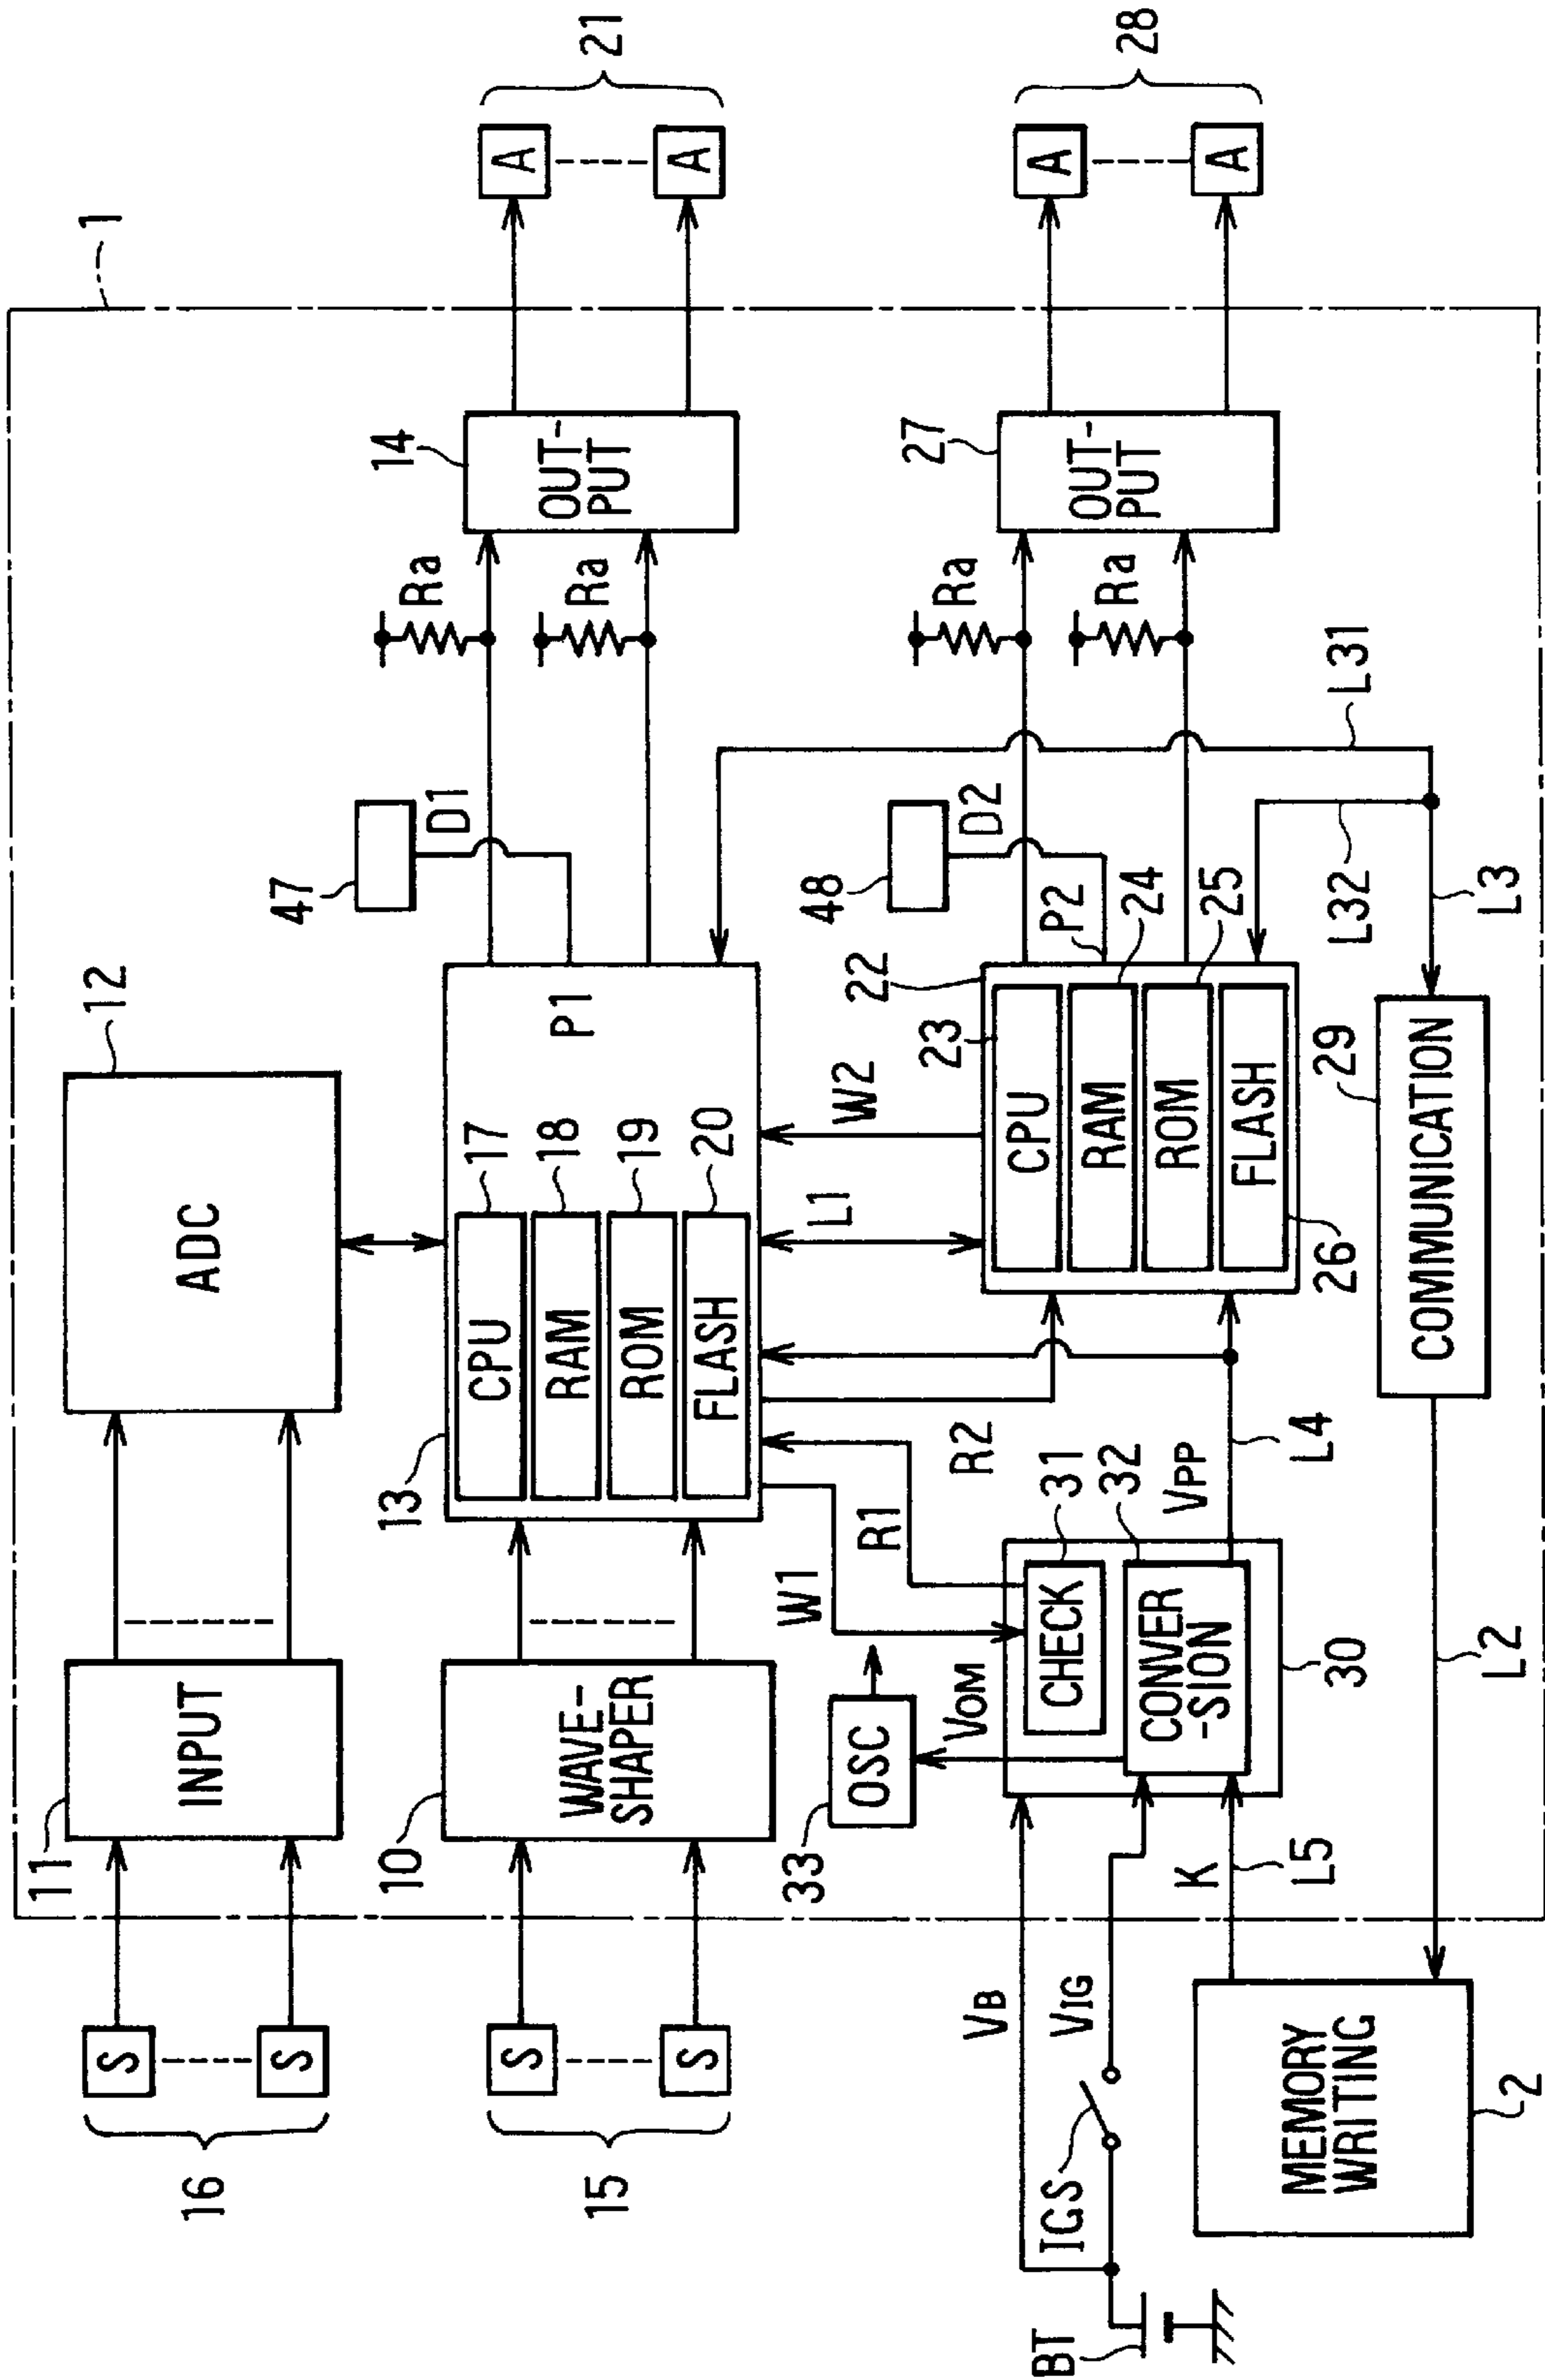 1
16
S
S
11
INPUT
12
ADC
15
S
S
10
WAVE-
SHAPER
13
CPU
17
RAM
18
ROM
19
FLASH
20
P1
47
D1
Ra
Ra
14
OUT-
PUT
A
A
21
W1
R1
R2
L1
W2
33
OSC
VOM
BT
IGS
VB
VIG
K
L5
CHECK
31
CONVER
-SION
32
30
VPP
L4
22
CPU
23
RAM
24
ROM
25
FLASH
26
P2
48
D2
Ra
Ra
27
OUT-
PUT
A
A
28
L31
L32
L3
29
COMMUNICATION
L2
MEMORY
WRITING
2